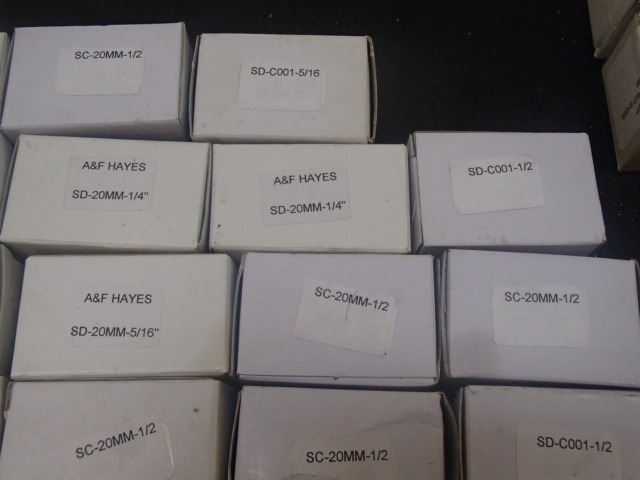 SC-20MM-1/2
SD-C001-5/16
A&F HAYES
SD-20MM-1/4"
A&F HAYES
SD-20MM-1/4"
SD-C001-1/2
A&F HAYES
SD-20MM-5/16"
SC-20MM-1/2
SC-20MM-1/2
SC-20MM-1/2
SC-20MM-1/2
SD-C001-1/2